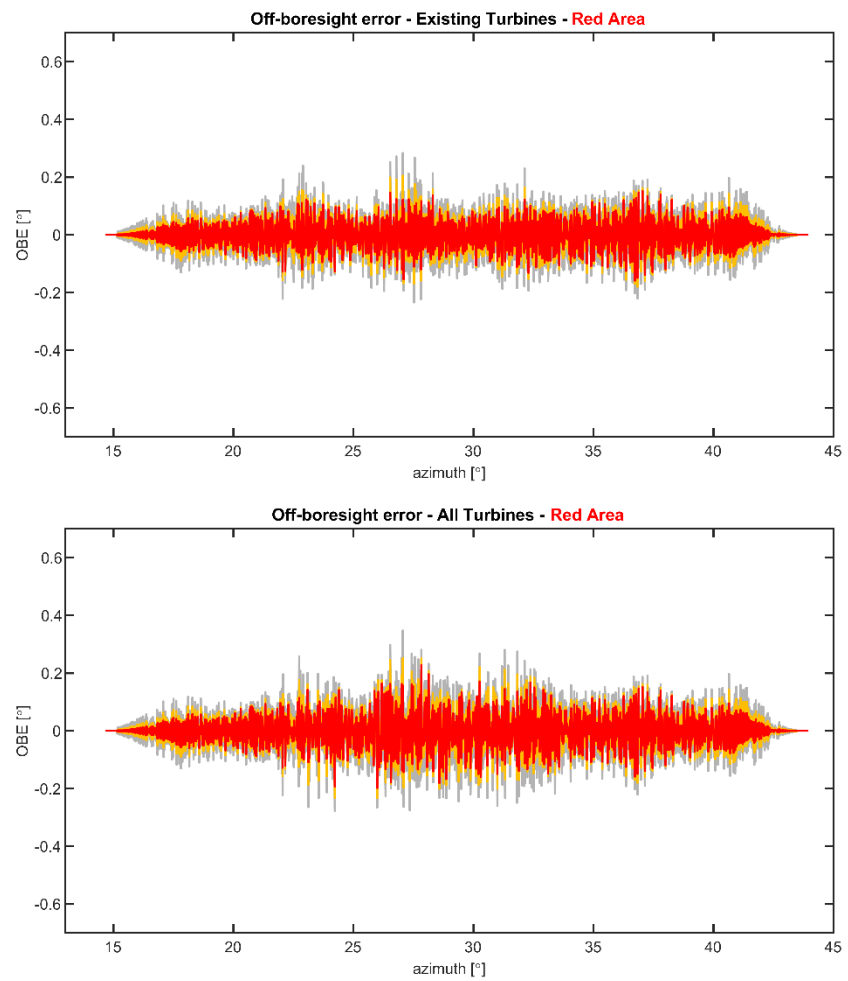 Off-boresight error - Existing Turbines - Red Area
0.6
0.4
0.2
0
-0.2
-0.4
-0.6
OBE [°]
15 20 25 30 35 40 45
azimuth [°]
Off-boresight error - All Turbines - Red Area
0.6
0.4
0.2
0
-0.2
-0.4
-0.6
OBE [°]
15 20 25 30 35 40 45
azimuth [°]